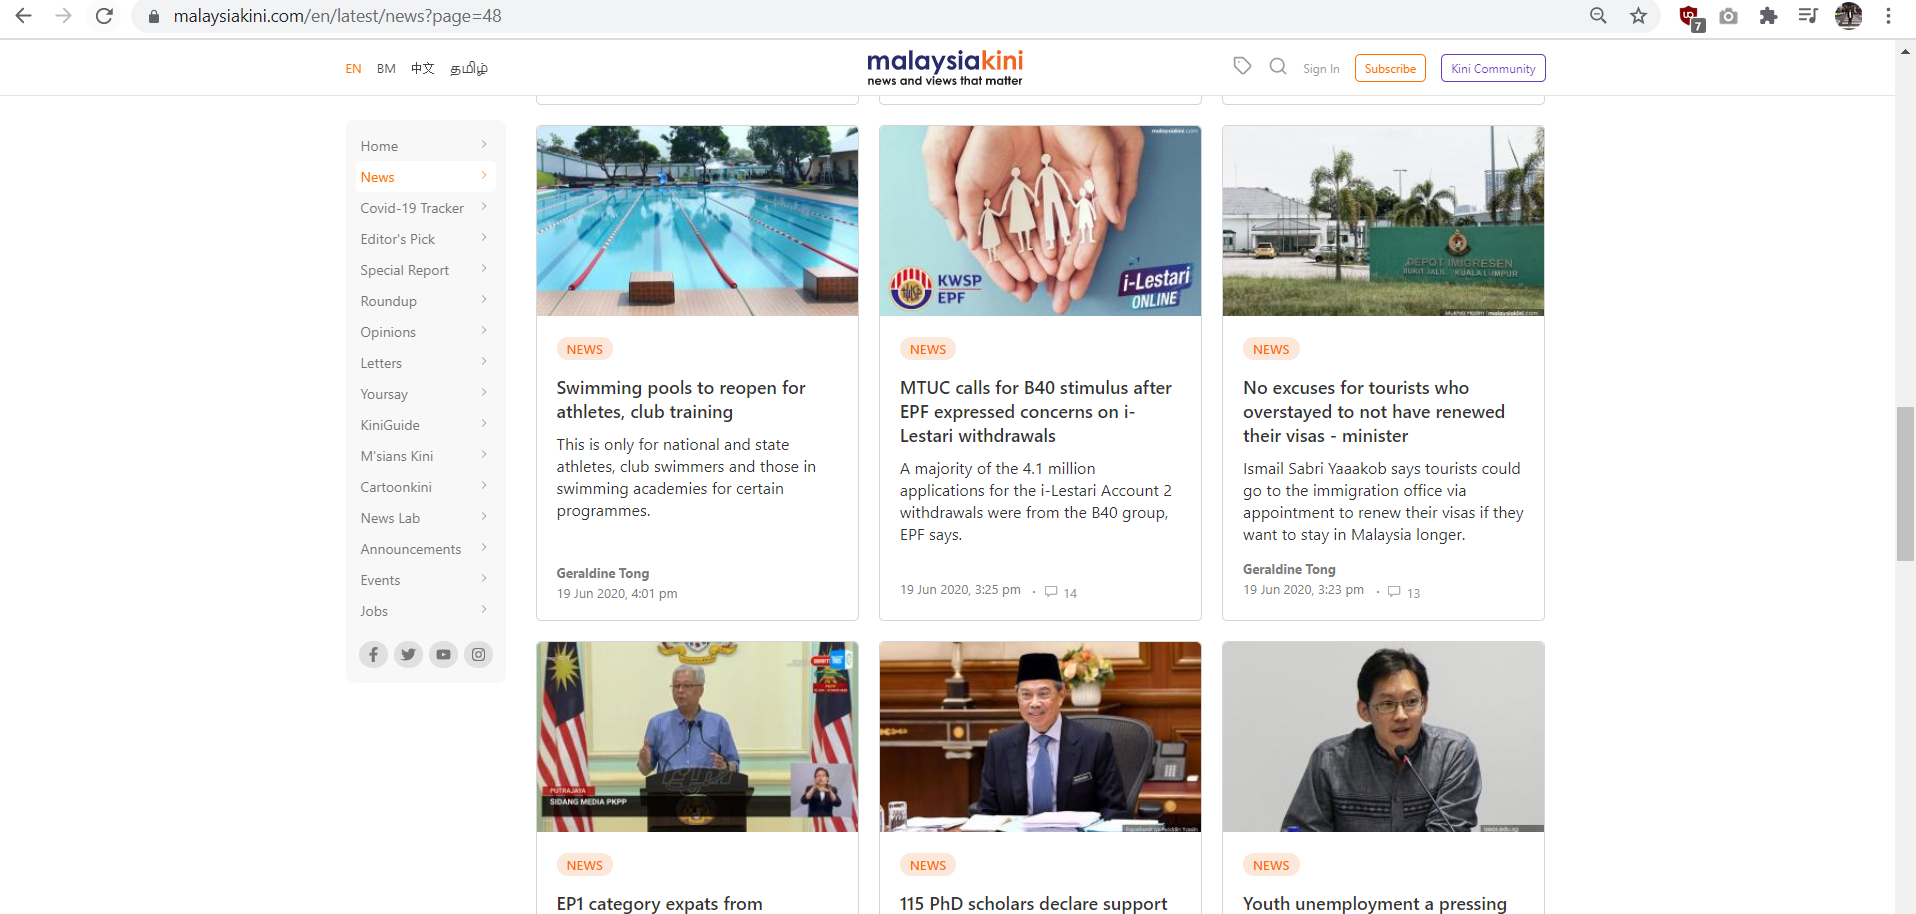 malaysiakini.com/en/latest/news?page=48
7
EN BM 中文 தமிழ்
malaysiakini
news and views that matter
Sign In Subscribe Kini Community
Home
News
Covid-19 Tracker
Editor's Pick
Special Report
Roundup
Opinions
Letters
Yoursay
KiniGuide
M'sians Kini
Cartoonkini
News Lab
Announcements
Events
Jobs
NEWS
Swimming pools to reopen for
athletes, club training
This is only for national and state
athletes, club swimmers and those in
swimming academies for certain
programmes.
Geraldine Tong
19 Jun 2020, 4:01 pm
malaysiakini.com
KWSP
EPF
i-Lestari
ONLINE
NEWS
MTUC calls for B40 stimulus after
EPF expressed concerns on i-
Lestari withdrawals
A majority of the 4.1 million
applications for the i-Lestari Account 2
withdrawals were from the B40 group,
EPF says.
19 Jun 2020, 3:25 pm · 14
DEPOT IMIGRESEN
BUKIT JALIL KUALA LUMPUR
malaysiakini.com
NEWS
No excuses for tourists who
overstayed to not have renewed
their visas - minister
Ismail Sabri Yaaakob says tourists could
go to the immigration office via
appointment to renew their visas if they
want to stay in Malaysia longer.
Geraldine Tong
19 Jun 2020, 3:23 pm · 13
PUTRAJAYA
SIDANG MEDIA PKPP
NEWS
EP1 category expats from
NEWS
115 PhD scholars declare support
iseas.edu.sg
NEWS
Youth unemployment a pressing